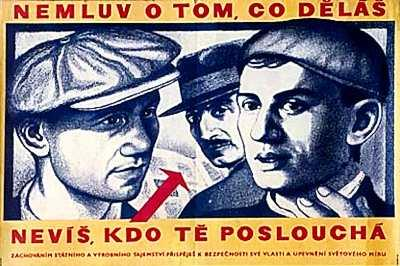 NEMLUV O TOM, CO DĚLÁŠ
NEVÍŠ, KDO TĚ POSLOUCHÁ
ZACHOVÁNÍM STÁTNÍHO A VÝROBNÍHO TAJEMSTVÍ PŘISPĚJEŠ K BEZPEČNOSTI SVÉ VLASTI A UPEVNĚNÍ SVĚTOVÉHO MÍRU